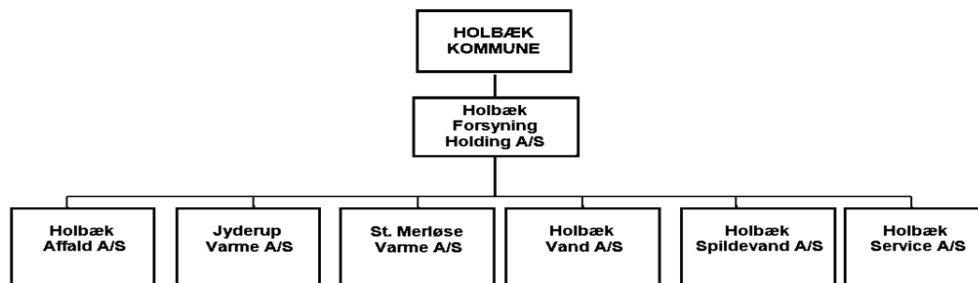 HOLBÆK
KOMMUNE
Holbæk
Forsyning
Holding A/S
Holbæk
Affald A/S
Jyderup
Varme A/S
St. Merløse
Varme A/S
Holbæk
Vand A/S
Holbæk
Spildevand A/S
Holbæk
Service A/S